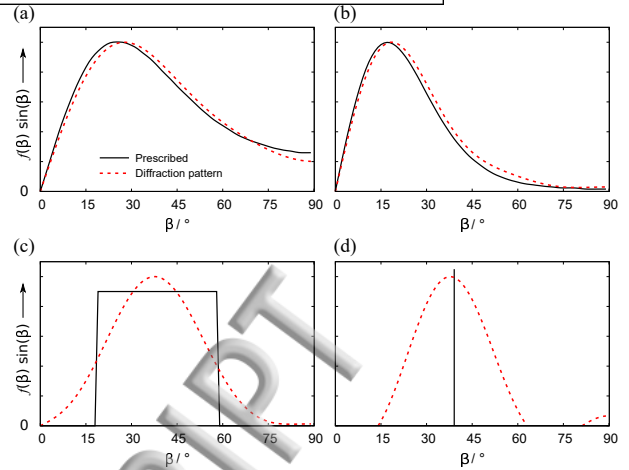 (a)
(b)
f(β) sin(β)
Prescribed
Diffraction pattern
0
0 15 30 45 60 75 90
β / °
0 15 30 45 60 75 90
β / °
(c)
(d)
f(β) sin(β)
0
0 15 30 45 60 75 90
β / °
0 15 30 45 60 75 90
β / °
IPT